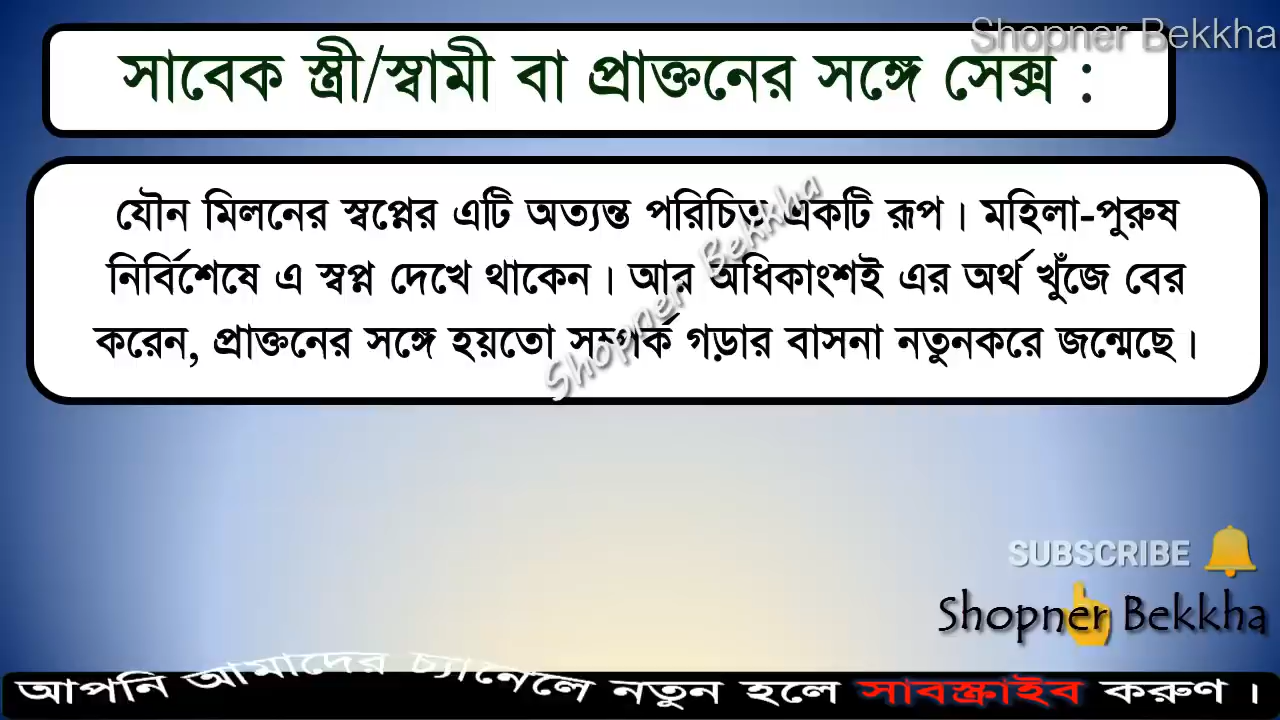 Shopner Bekkha
সাবেক স্ত্রী/স্বামী বা প্রাক্তনের সঙ্গে সেক্স :
যৌন মিলনের স্বপ্নের এটি অত্যন্ত পরিচিত একটি রূপ। মহিলা-পুরুষ
নির্বিশেষে এ স্বপ্ন দেখে থাকেন। আর অধিকাংশই এর অর্থ খুঁজে বের
করেন, প্রাক্তনের সঙ্গে হয়তো সম্পর্ক গড়ার বাসনা নতুনকরে জন্মেছে।
Shopner Bekkha
SUBSCRIBE
Shopner Bekkha
আপনি আমাদের চ্যানেলে নতুন হলে সাবস্ক্রাইব করুণ ।